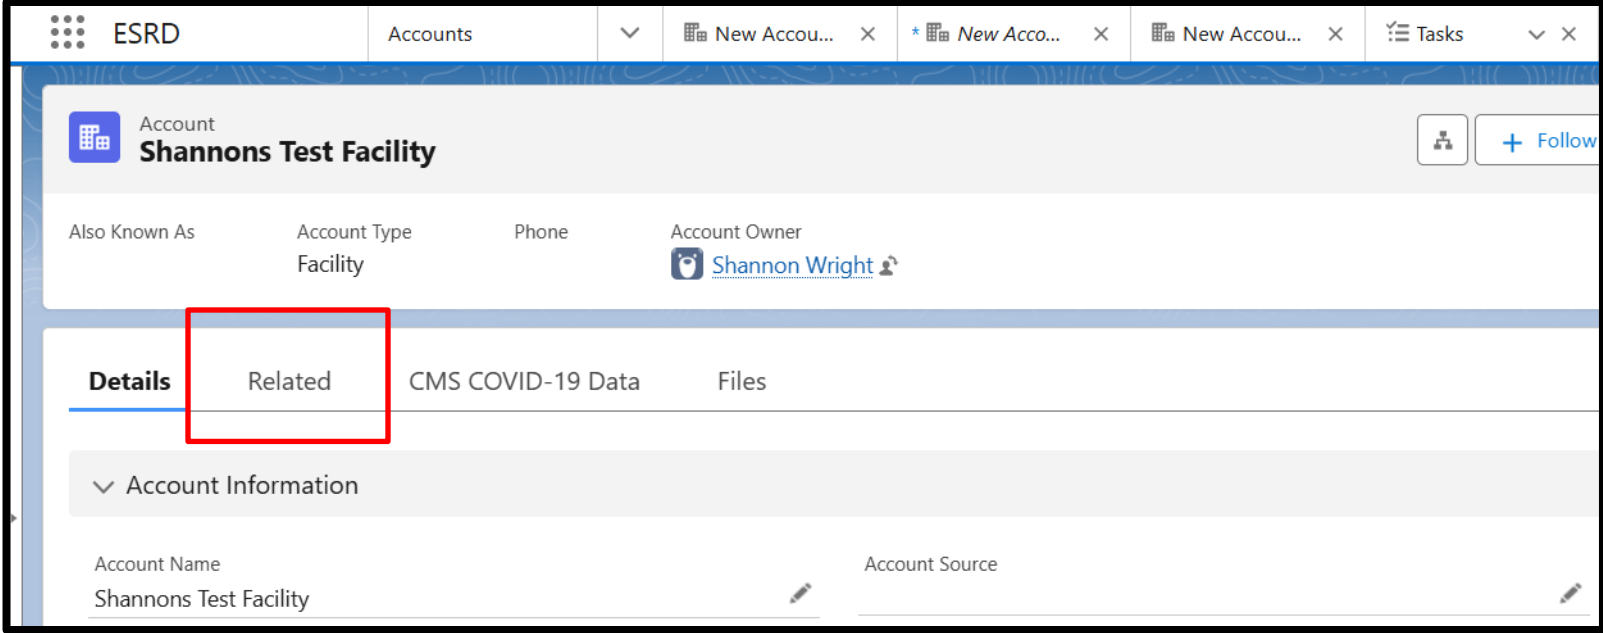 ESRD Accounts New Accou... * New Acco... New Accou... Tasks
Account
Shannons Test Facility
Follow
Also Known As Account Type Phone Account Owner
Facility Shannon Wright
Details Related CMS COVID-19 Data Files
Account Information
Account Name Account Source
Shannons Test Facility